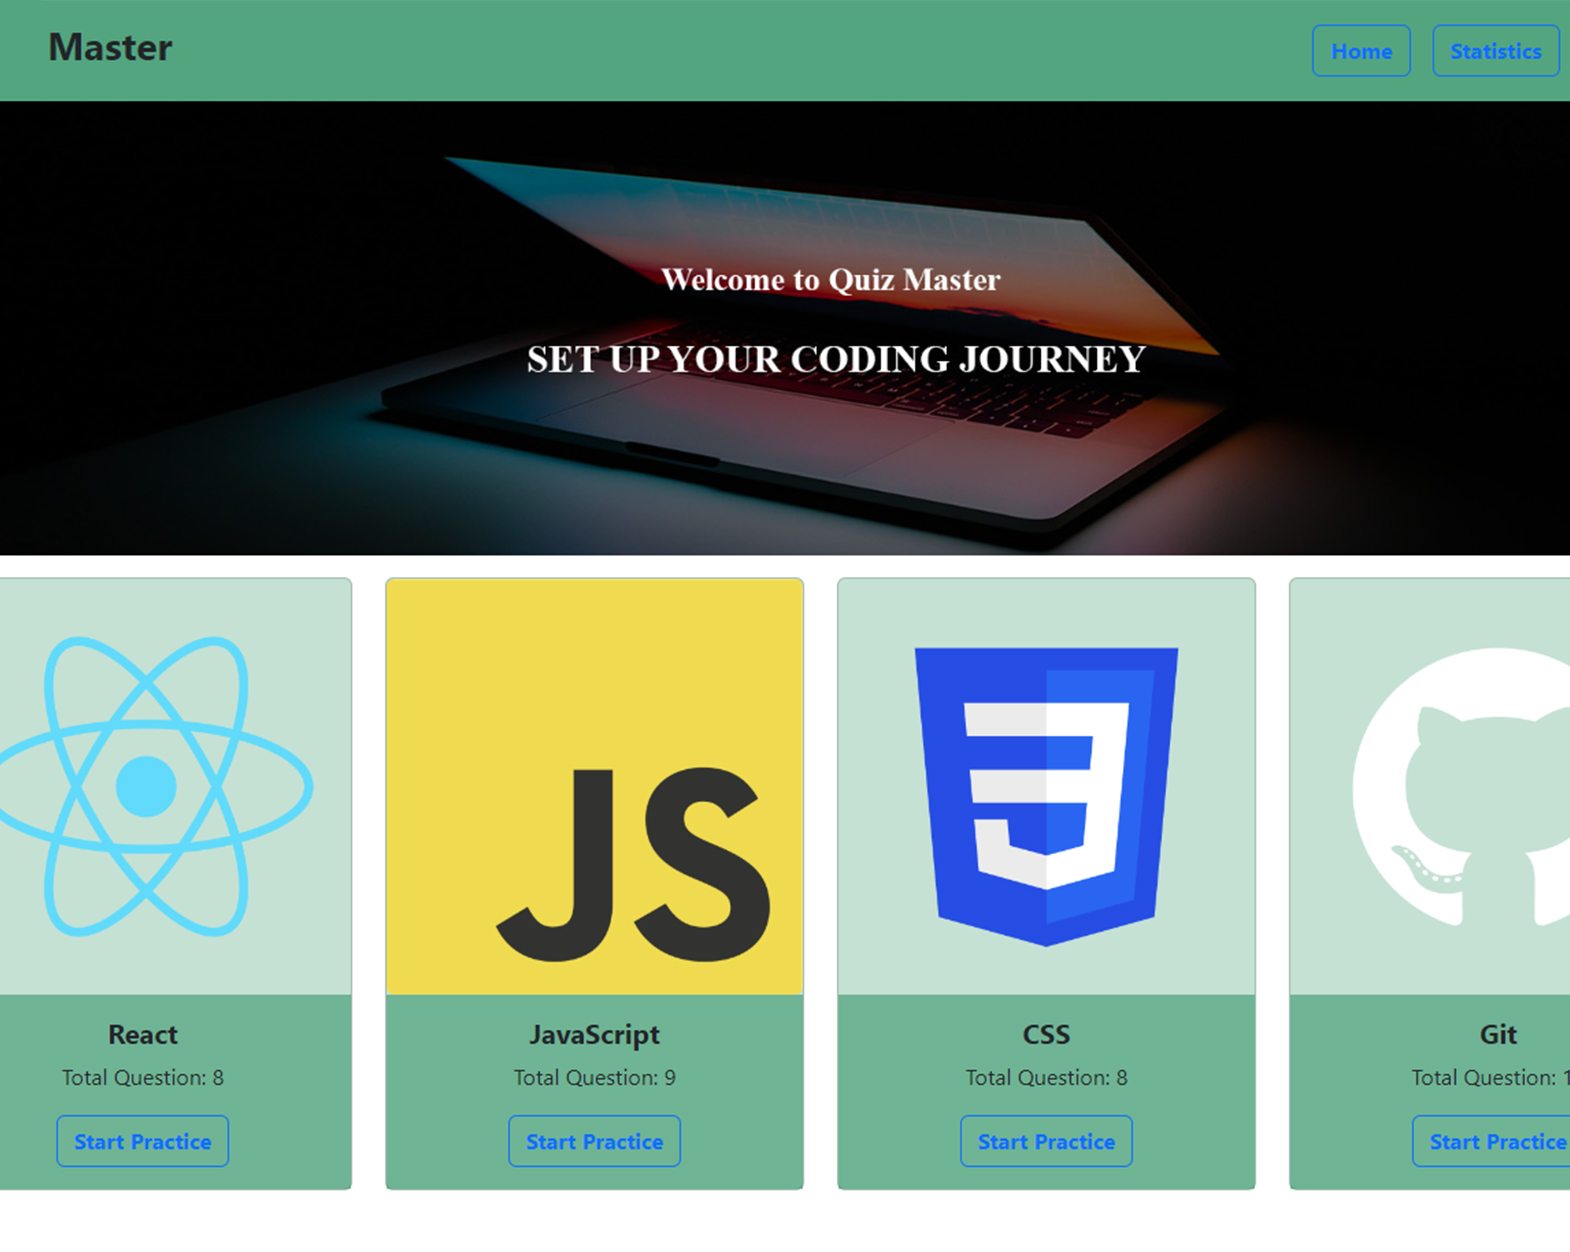 Master
Home
Statistics
Welcome to Quiz Master
SET UP YOUR CODING JOURNEY
JS
React
Total Question: 8
Start Practice
JavaScript
Total Question: 9
Start Practice
CSS
Total Question: 8
Start Practice
Git
Total Question: 1
Start Practice